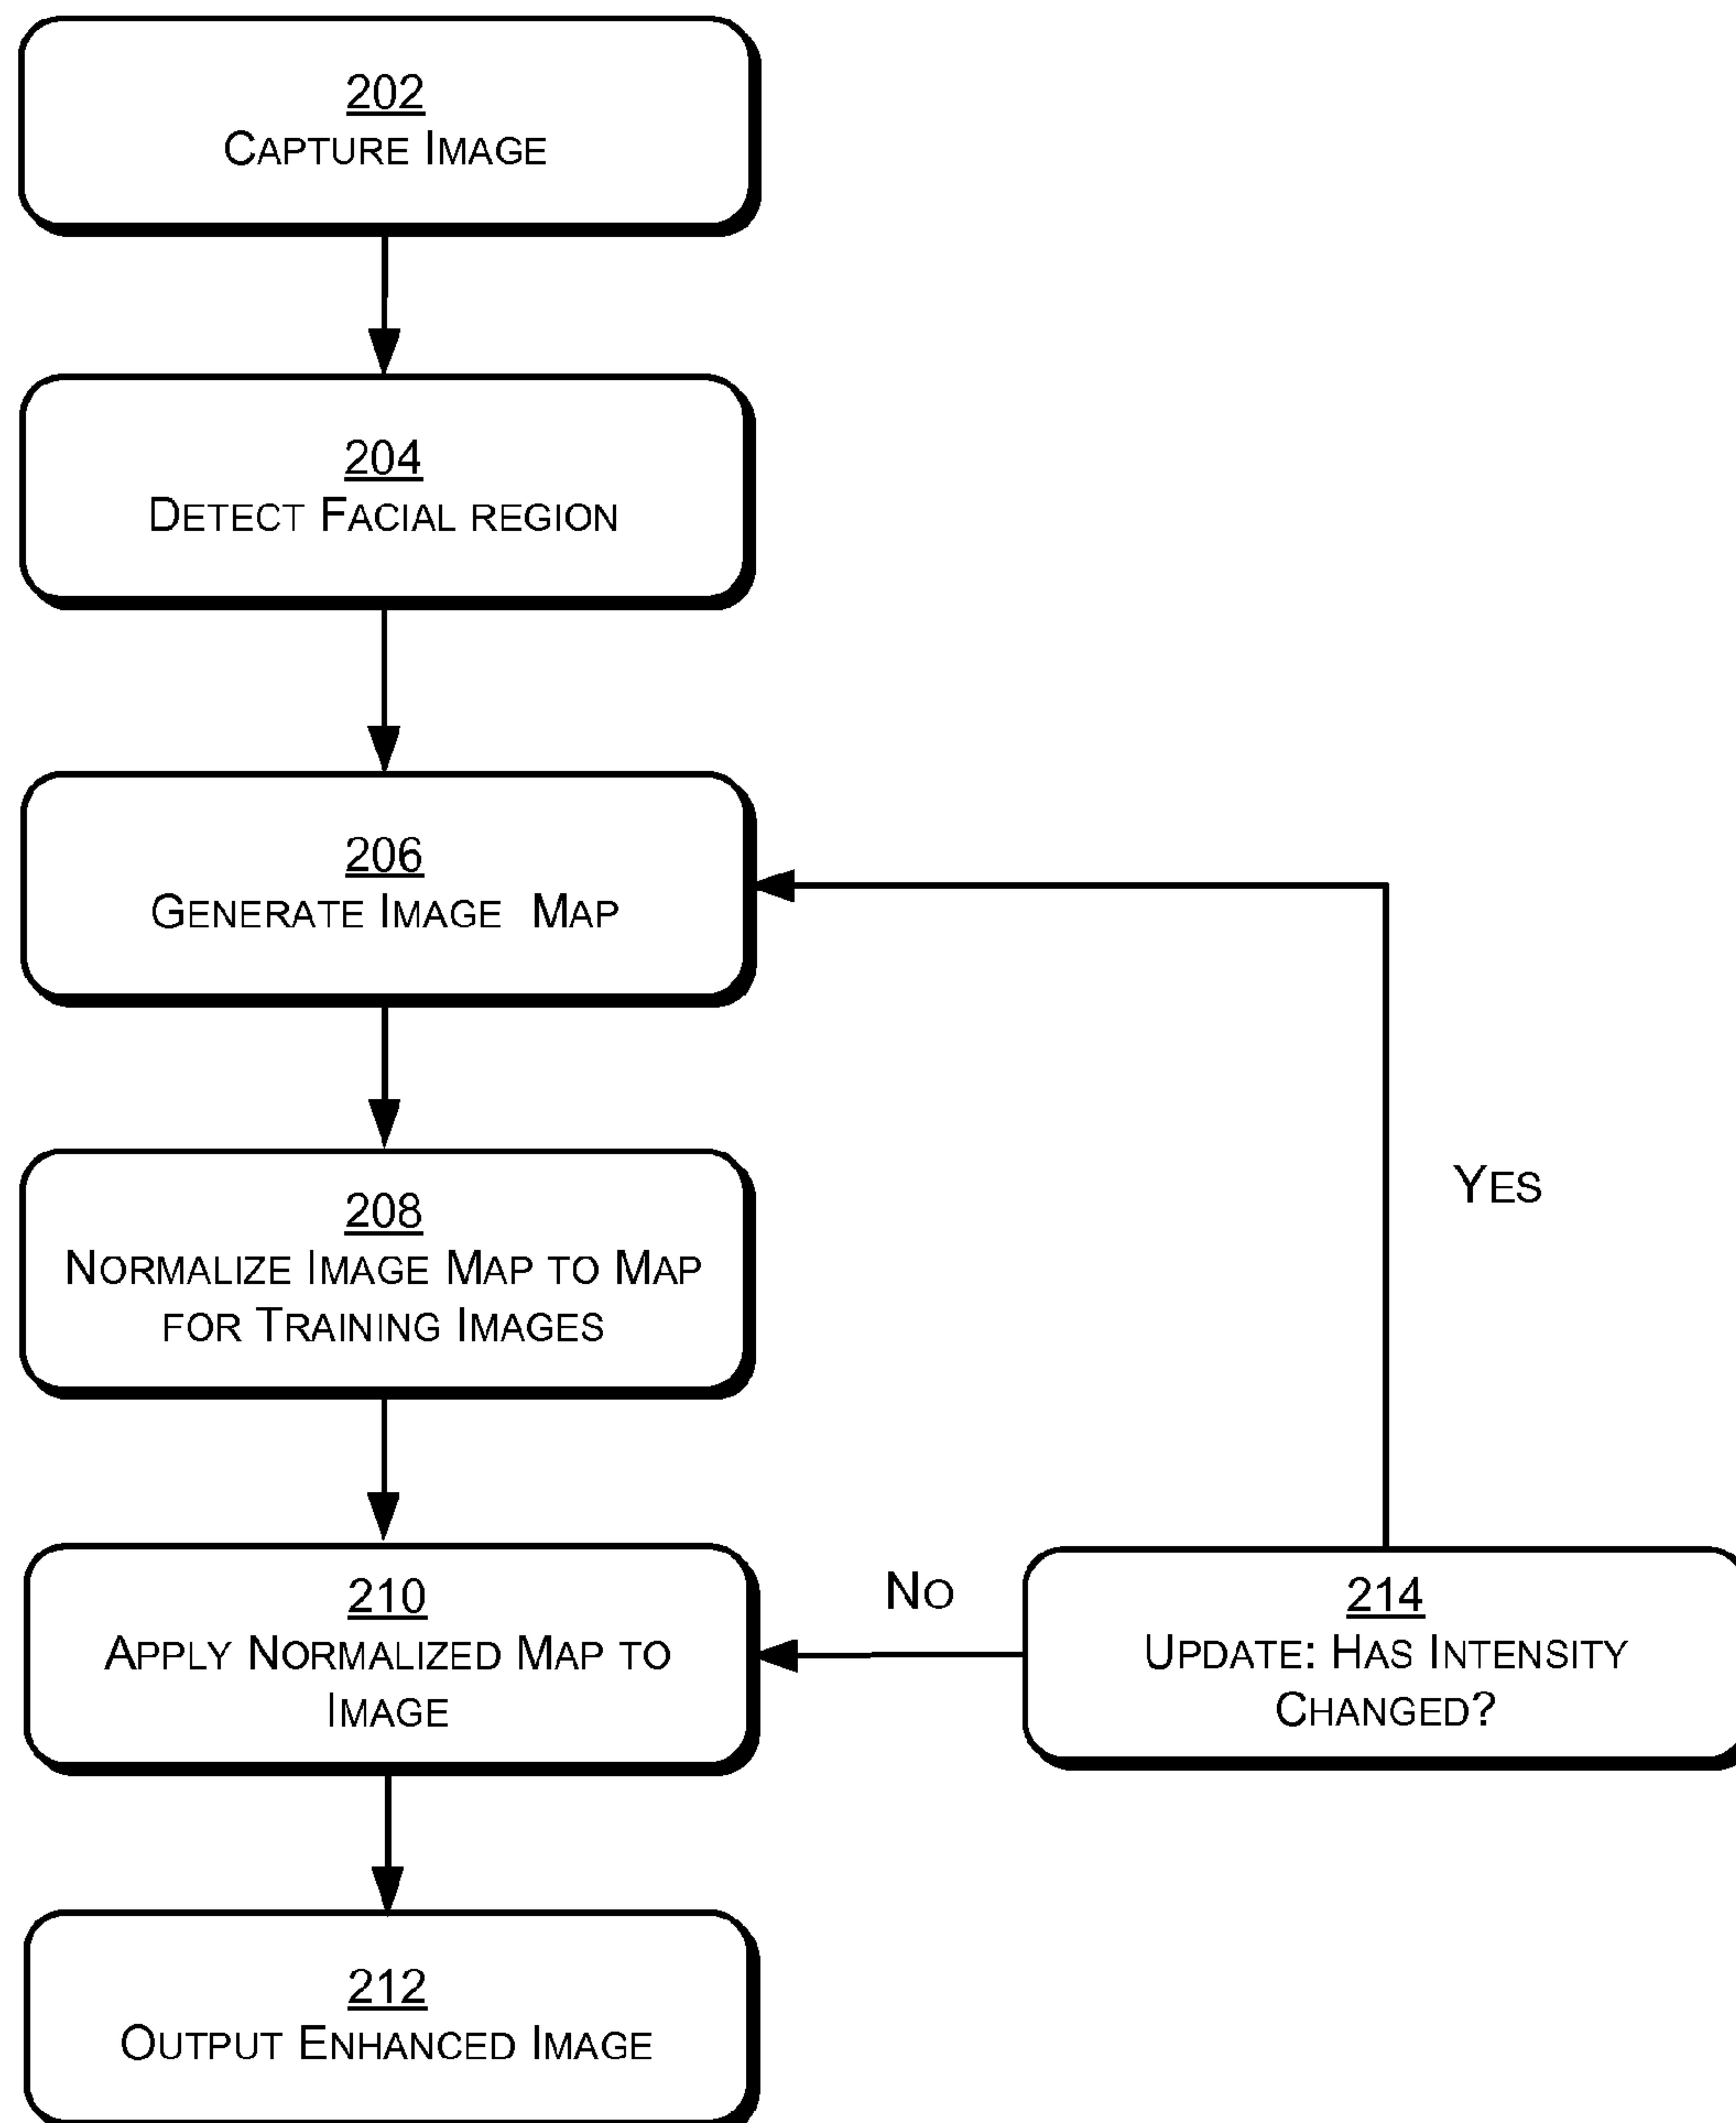 202
CAPTURE IMAGE
204
DETECT FACIAL REGION
206
GENERATE IMAGE MAP
YES
208
NORMALIZE IMAGE MAP TO MAP
FOR TRAINING IMAGES
NO
210
APPLY NORMALIZED MAP TO
IMAGE
214
UPDATE: HAS INTENSITY
CHANGED?
212
OUTPUT ENHANCED IMAGE